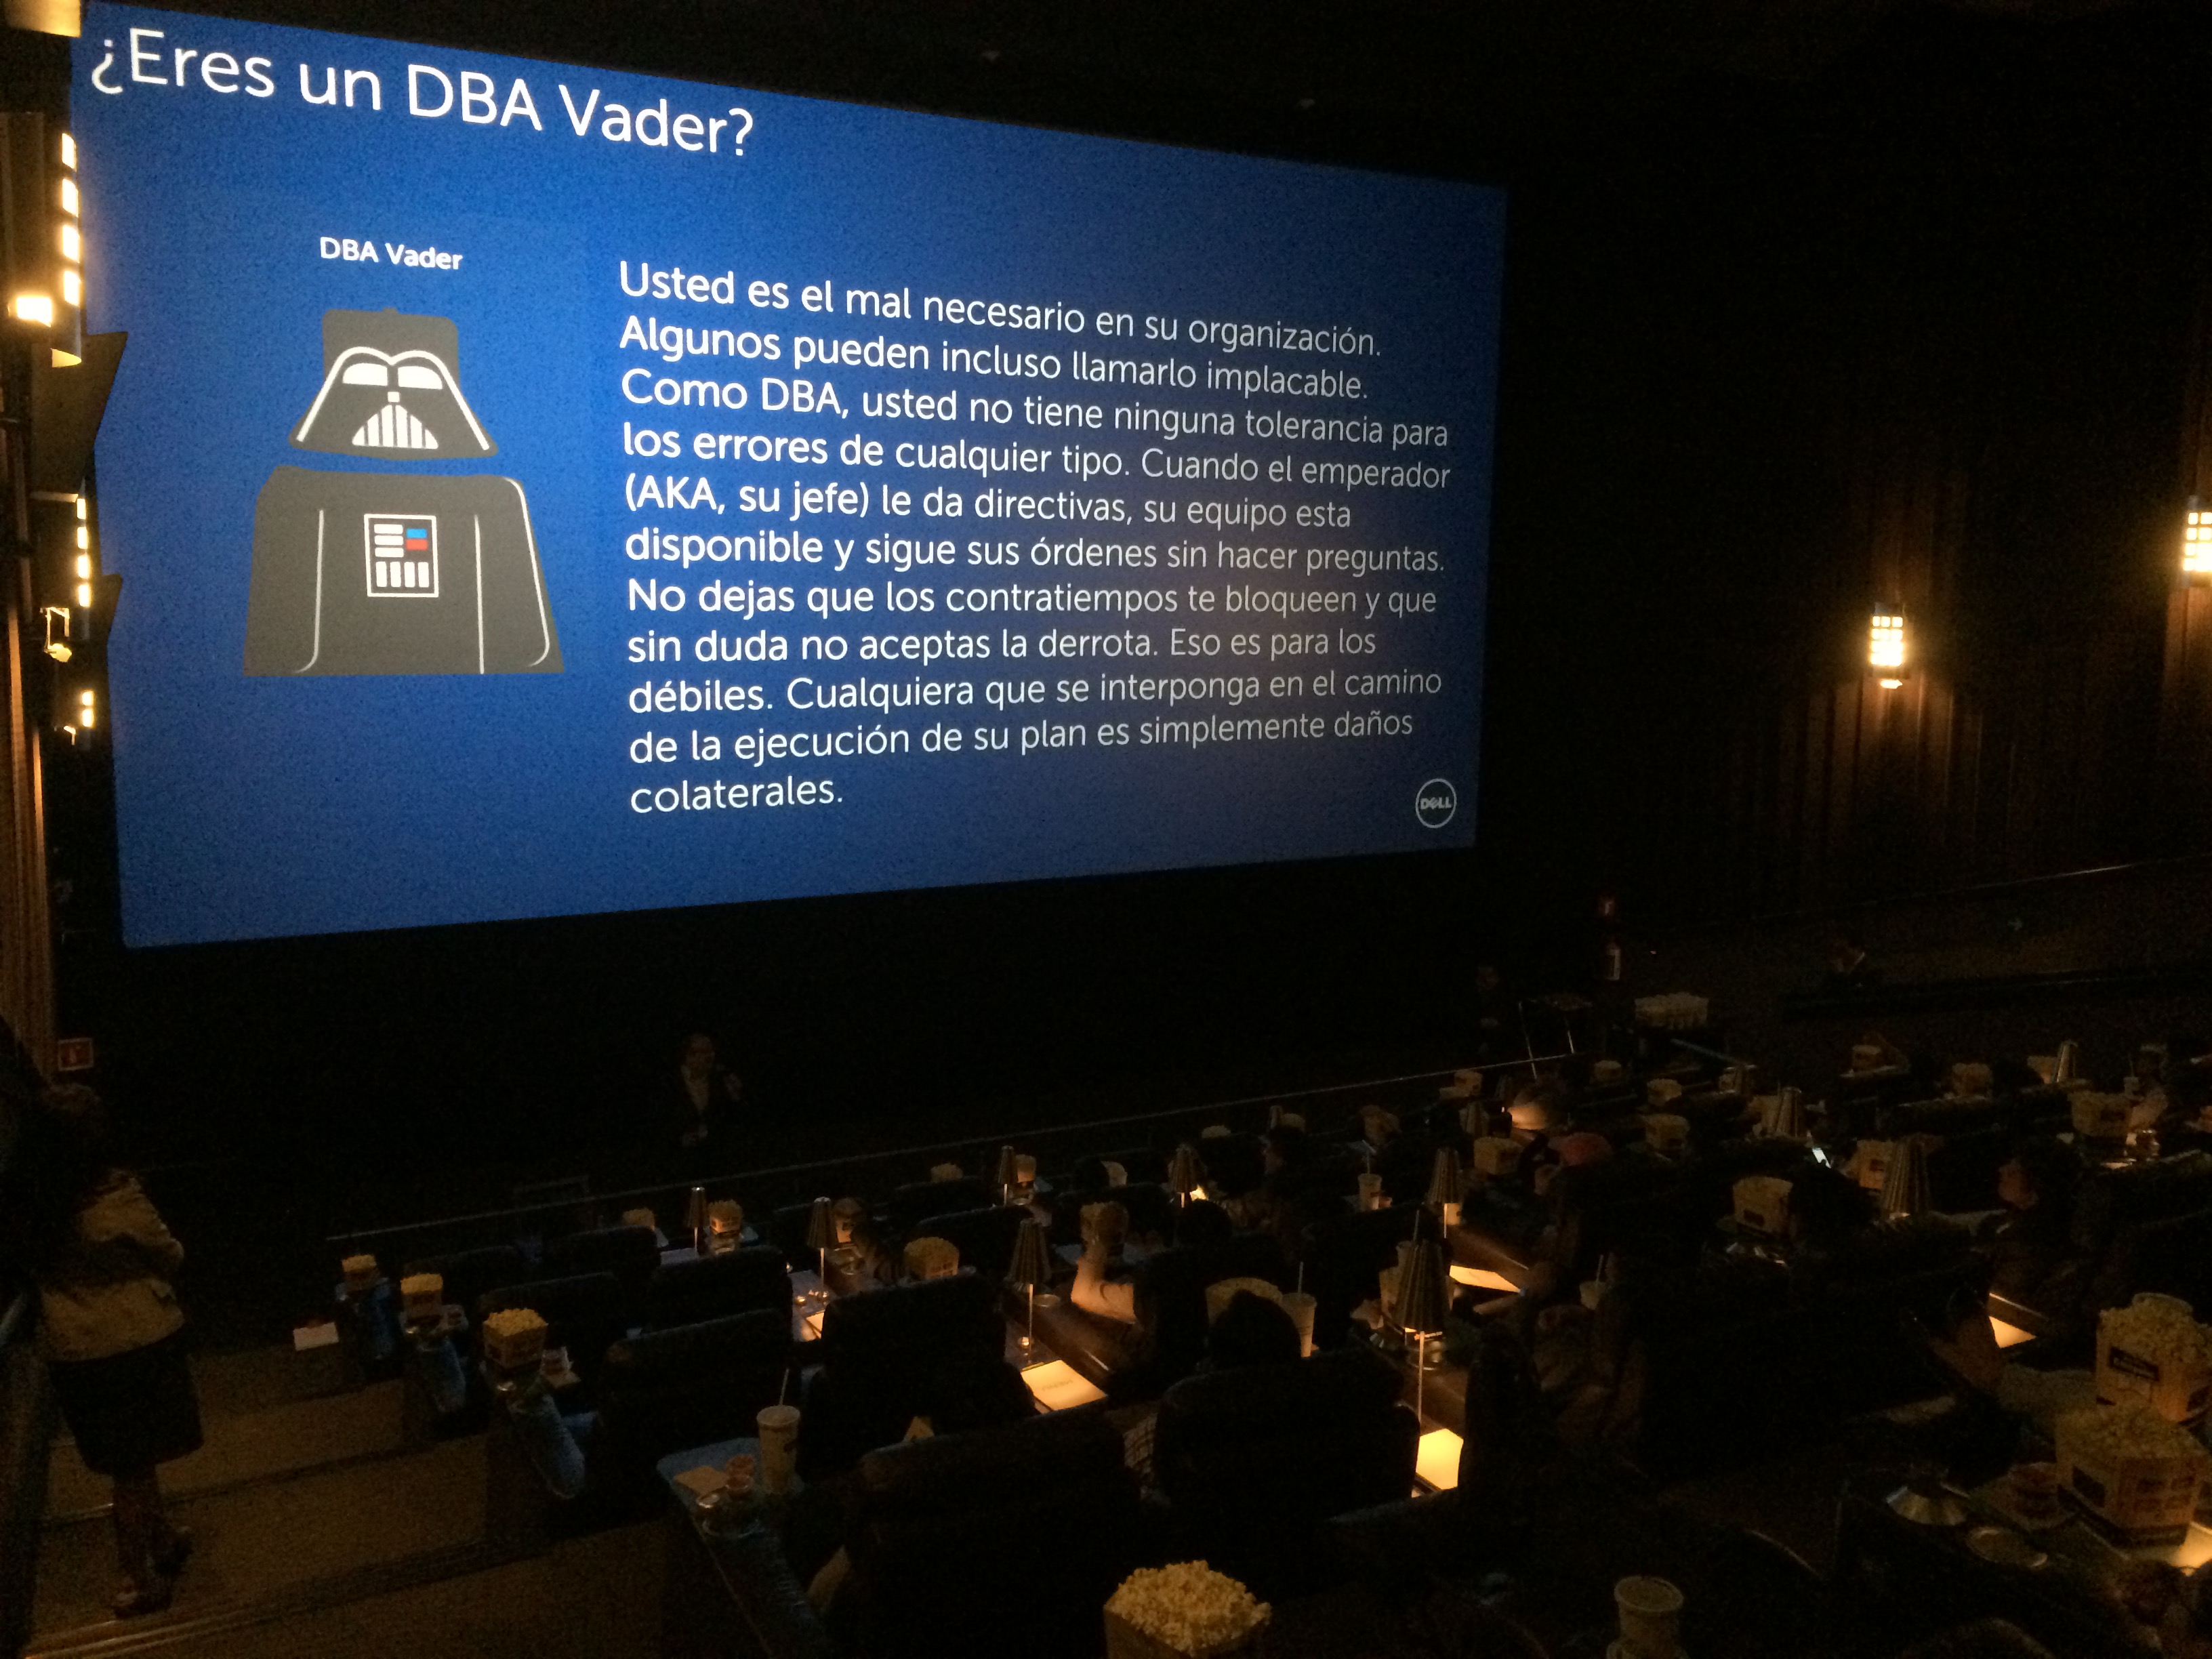 ¿Eres un DBA Vader?
DBA Vader
Usted es el mal necesario en su organización.
Algunos pueden incluso llamarlo implacable.
Como DBA, usted no tiene ninguna tolerancia para
los errores de cualquier tipo. Cuando el emperador
(AKA, su jefe) le da directivas, su equipo esta
disponible y sigue sus órdenes sin hacer preguntas.
No dejas que los contratiempos te bloqueen y que
sin duda no aceptas la derrota. Eso es para los
débiles. Cualquiera que se interponga en el camino
de la ejecución de su plan es simplemente daños
colaterales.
DELL